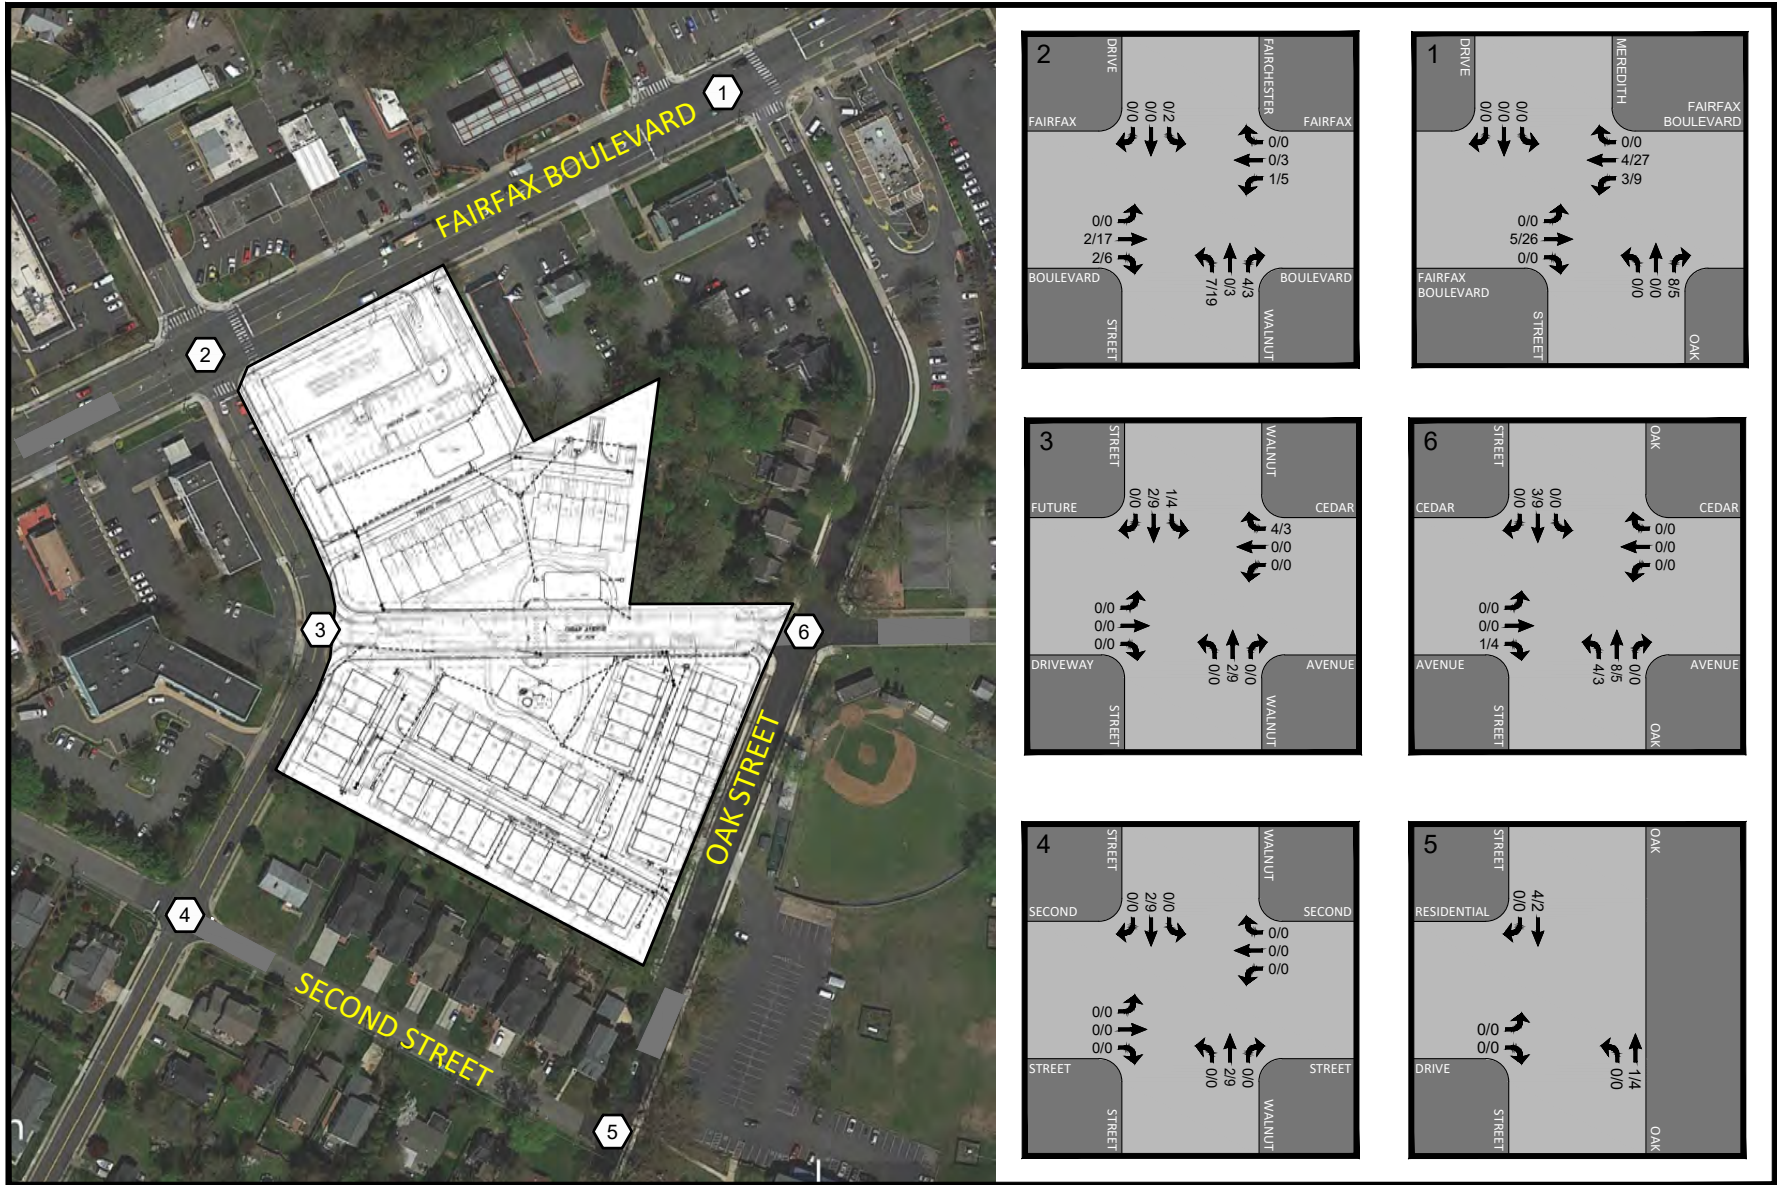 1
FAIRFAX BOULEVARD
2
3
6
OAK STREET
4
SECOND STREET
5
2
DRIVE
FAIRCHESTER
FAIRFAX
FAIRFAX
0/0
0/0
0/2
0/0
0/3
1/5
0/0
2/17
2/6
7/19
0/3
4/3
BOULEVARD
BOULEVARD
STREET
WALNUT
1
DRIVE
MEREDITH
FAIRFAX
BOULEVARD
0/0
0/0
0/0
0/0
4/27
3/9
0/0
5/26
0/0
0/0
0/0
8/5
FAIRFAX
BOULEVARD
STREET
OAK
3
STREET
WALNUT
FUTURE
CEDAR
0/0
2/9
1/4
4/3
0/0
0/0
0/0
0/0
0/0
0/0
2/9
0/0
DRIVEWAY
AVENUE
STREET
WALNUT
6
STREET
OAK
CEDAR
CEDAR
0/0
3/9
0/0
0/0
0/0
0/0
0/0
0/0
1/4
4/3
8/5
0/0
AVENUE
AVENUE
STREET
OAK
4
STREET
WALNUT
SECOND
SECOND
0/0
2/9
0/0
0/0
0/0
0/0
0/0
0/0
0/0
0/0
2/9
0/0
STREET
STREET
STREET
WALNUT
5
STREET
OAK
RESIDENTIAL
0/0
4/2
0/0
0/0
0/0
1/4
DRIVE
STREET
OAK